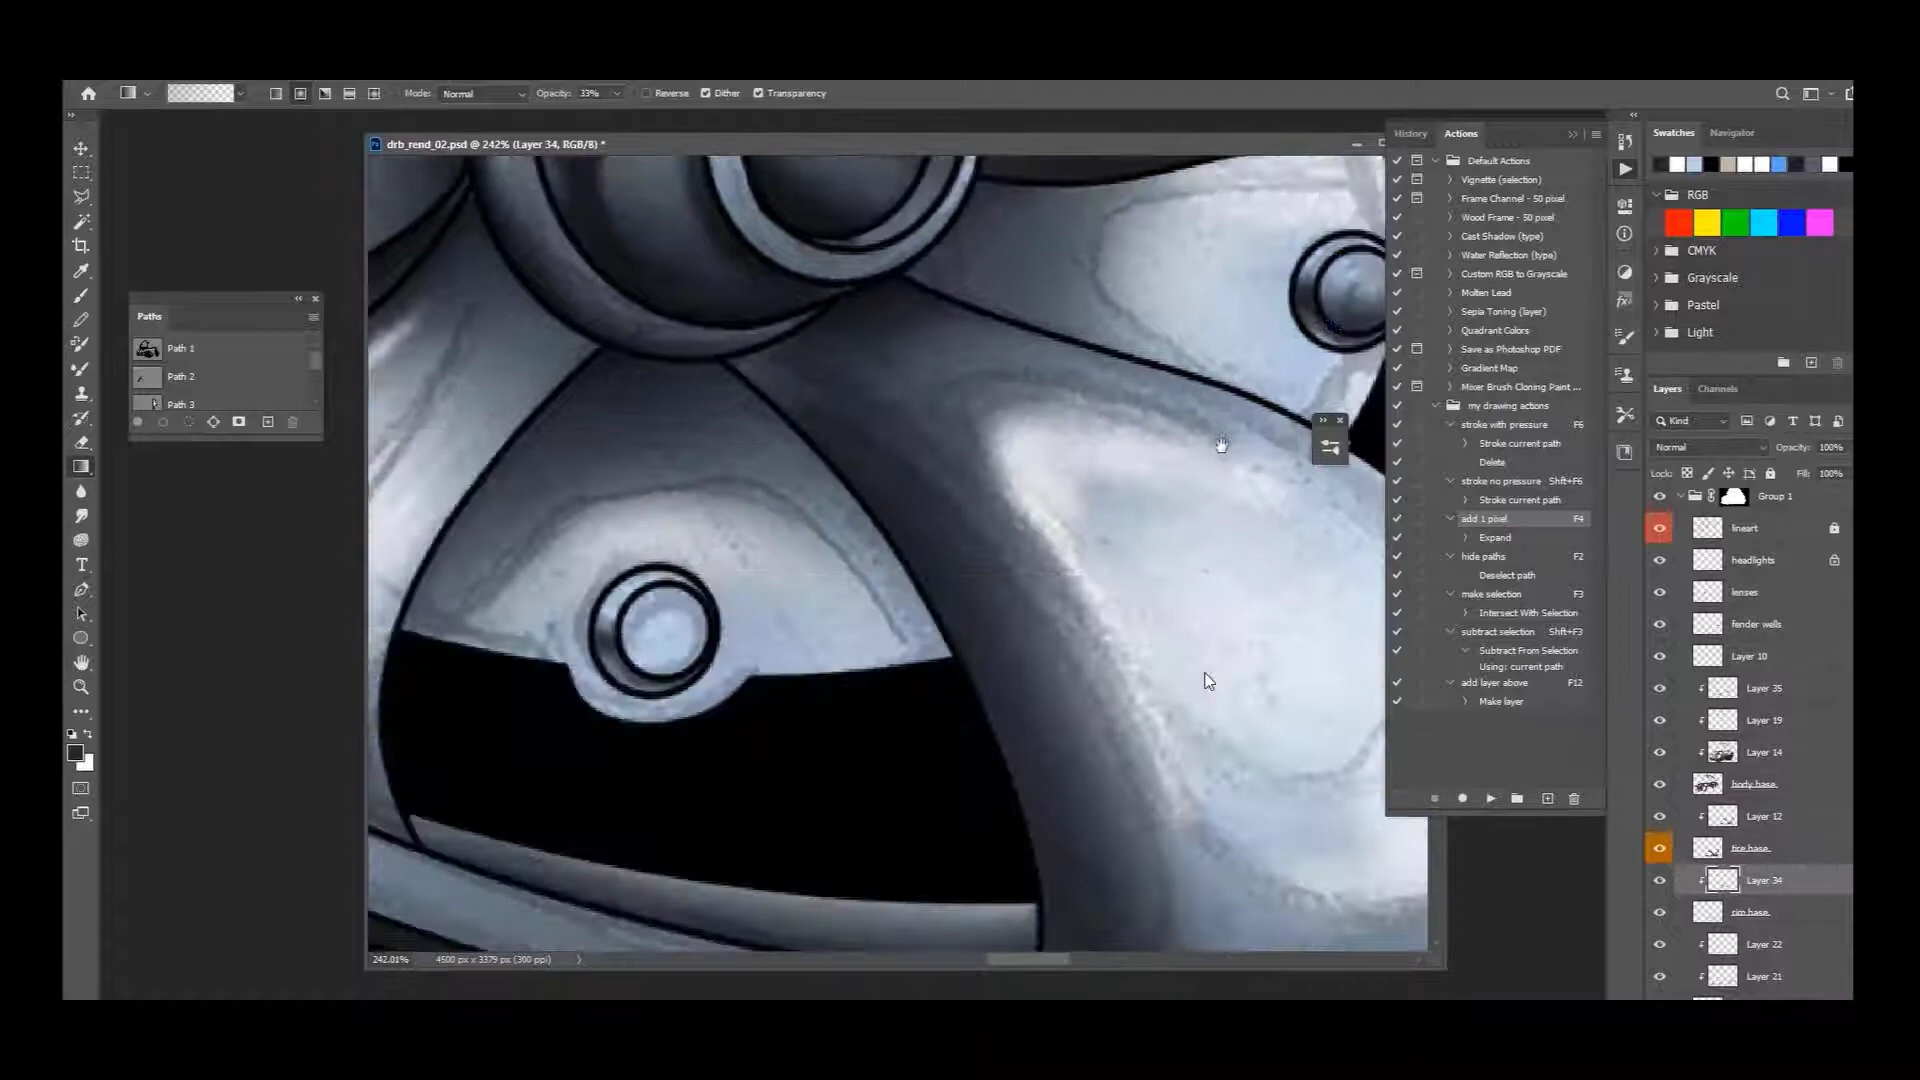 Mode: Normal Opacity: 33% Reverse Dither Transparency
drb_rend_02.psd @ 242% (Layer 34, RGB/8) *
Paths
Path 1
Path 2
Path 3
242.01% 4500 px x 3379 px (300 ppi)
History Actions
Default Actions
Vignette (selection)
Frame Channel - 50 pixel
Wood Frame - 50 pixel
Cast Shadow (type)
Water Reflection (type)
Custom RGB to Grayscale
Molten Lead
Sepia Toning (layer)
Quadrant Colors
Save as Photoshop PDF
Gradient Map
Mixer Brush Cloning Paint ...
my drawing actions
stroke with pressure F6
Stroke current path
Delete
stroke no pressure Shft+F6
Stroke current path
add 1 pixel F4
Expand
hide paths F2
Deselect path
make selection F3
Intersect With Selection
subtract selection Shft+F3
Subtract From Selection
Using: current path
add layer above F12
Make layer
Swatches Navigator
RGB
CMYK
Grayscale
Pastel
Light
Layers Channels
Kind
Normal Opacity: 100%
Lock: Fill: 100%
Group 1
lineart
headlights
lenses
fender wells
Layer 10
Layer 35
Layer 19
Layer 14
body base
Layer 12
tire base
Layer 34
rim base
Layer 22
Layer 21